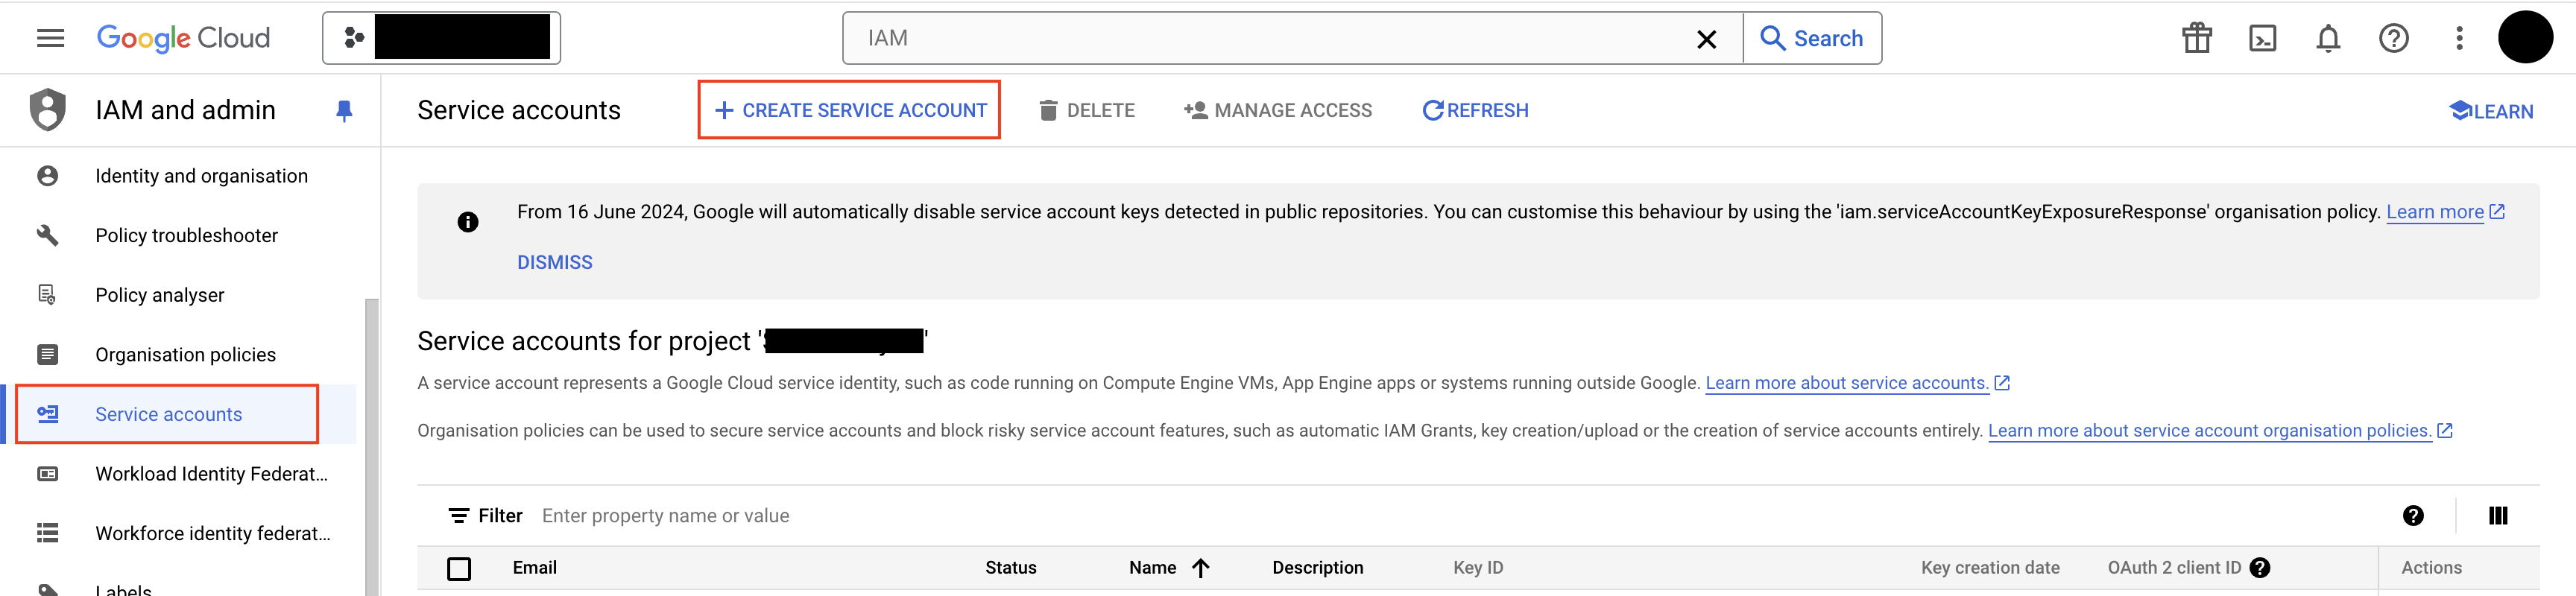 Google Cloud
IAM
Search
IAM and admin
Service accounts
CREATE SERVICE ACCOUNT
DELETE
MANAGE ACCESS
REFRESH
LEARN
Identity and organisation
Policy troubleshooter
Policy analyser
Organisation policies
Service accounts
Workload Identity Federat...
Workforce identity federat...
Labels
From 16 June 2024, Google will automatically disable service account keys detected in public repositories. You can customise this behaviour by using the 'iam.serviceAccountKeyExposureResponse' organisation policy. Learn more
DISMISS
Service accounts for project ' '
A service account represents a Google Cloud service identity, such as code running on Compute Engine VMs, App Engine apps or systems running outside Google. Learn more about service accounts.
Organisation policies can be used to secure service accounts and block risky service account features, such as automatic IAM Grants, key creation/upload or the creation of service accounts entirely. Learn more about service account organisation policies.
Filter Enter property name or value
Email Status Name Description Key ID Key creation date OAuth 2 client ID Actions